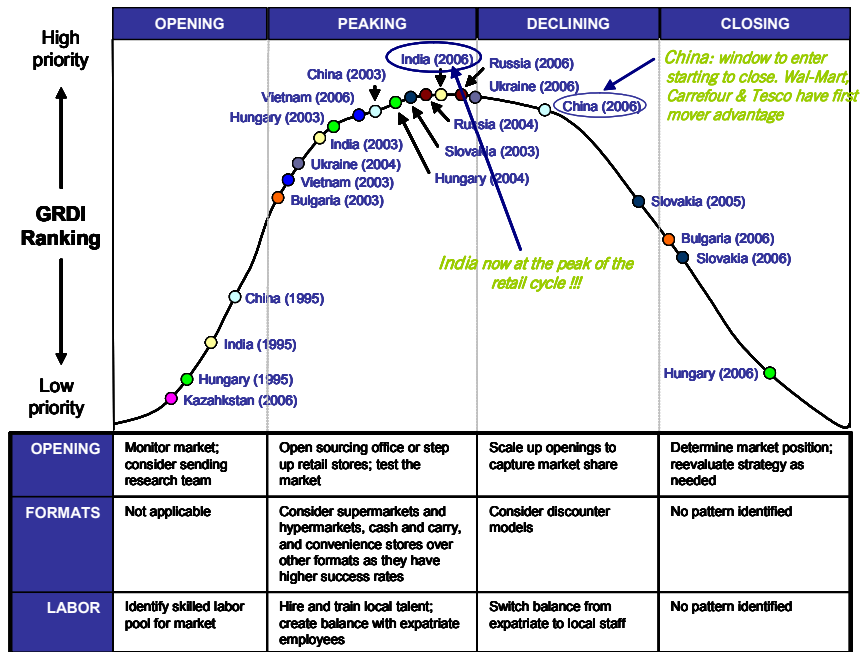 OPENING PEAKING DECLINING CLOSING
High
priority
GRDI
Ranking
Low
priority
India (2006)
China (2003)
Russia (2006)
Vietnam (2006)
Ukraine (2006)
Hungary (2003)
China (2006)
China: window to enter
starting to close. Wal-Mart,
Carrefour & Tesco have first
mover advantage
Russia (2004)
India (2003)
Slovakia (2003)
Ukraine (2004)
Hungary (2004)
Vietnam (2003)
Bulgaria (2003)
Slovakia (2005)
Bulgaria (2006)
Slovakia (2006)
India now at the peak of the
retail cycle !!!
China (1995)
India (1995)
Hungary (1995)
Kazahkstan (2006)
Hungary (2006)
OPENING
Monitor market;
consider sending
research team
Open sourcing office or step
up retail stores; test the
market
Scale up openings to
capture market share
Determine market position;
reevaluate strategy as
needed
FORMATS
Not applicable
Consider supermarkets and
hypermarkets, cash and carry,
and convenience stores over
other formats as they have
higher success rates
Consider discounter
models
No pattern identified
LABOR
Identify skilled labor
pool for market
Hire and train local talent;
create balance with expatriate
employees
Switch balance from
expatriate to local staff
No pattern identified